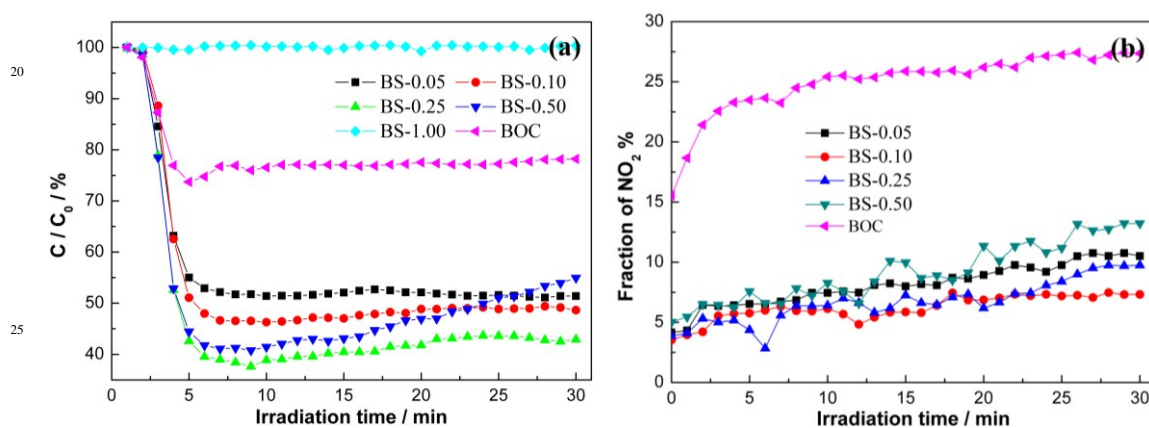 20
25
(a)
100
90
80
70
60
50
40
C / C0 / %
BS-0.05 BS-0.10
BS-0.25 BS-0.50
BS-1.00 BOC
0 5 10 15 20 25 30
Irradiation time / min
(b)
30
25
20
15
10
5
0
Fraction of NO2 %
BS-0.05
BS-0.10
BS-0.25
BS-0.50
BOC
0 5 10 15 20 25 30
Irradiation time / min